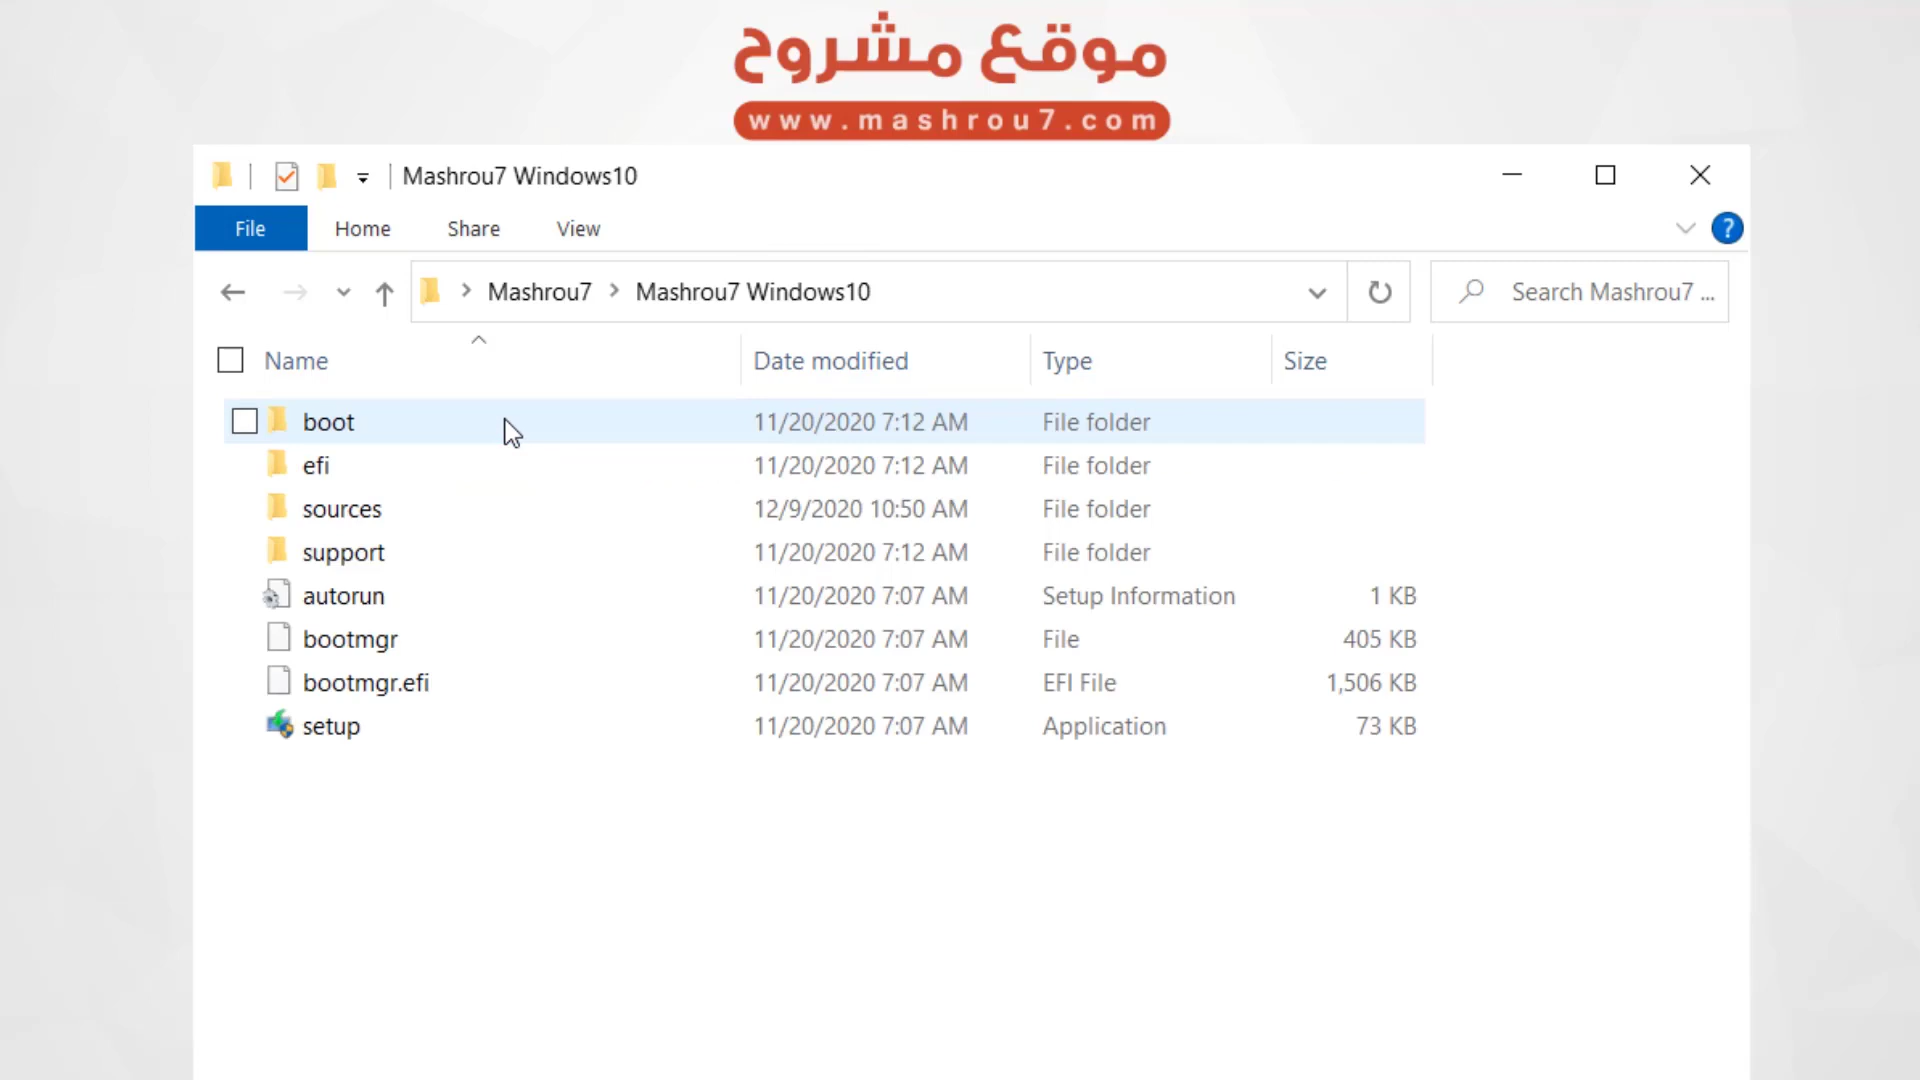 موقع مشروح
www.mashrou7.com
Mashrou7 Windows10
File Home Share View ?
Mashrou7 > Mashrou7 Windows10 Search Mashrou7 ...
Name Date modified Type Size
boot 11/20/2020 7:12 AM File folder
efi 11/20/2020 7:12 AM File folder
sources 12/9/2020 10:50 AM File folder
support 11/20/2020 7:12 AM File folder
autorun 11/20/2020 7:07 AM Setup Information 1 KB
bootmgr 11/20/2020 7:07 AM File 405 KB
bootmgr.efi 11/20/2020 7:07 AM EFI File 1,506 KB
setup 11/20/2020 7:07 AM Application 73 KB